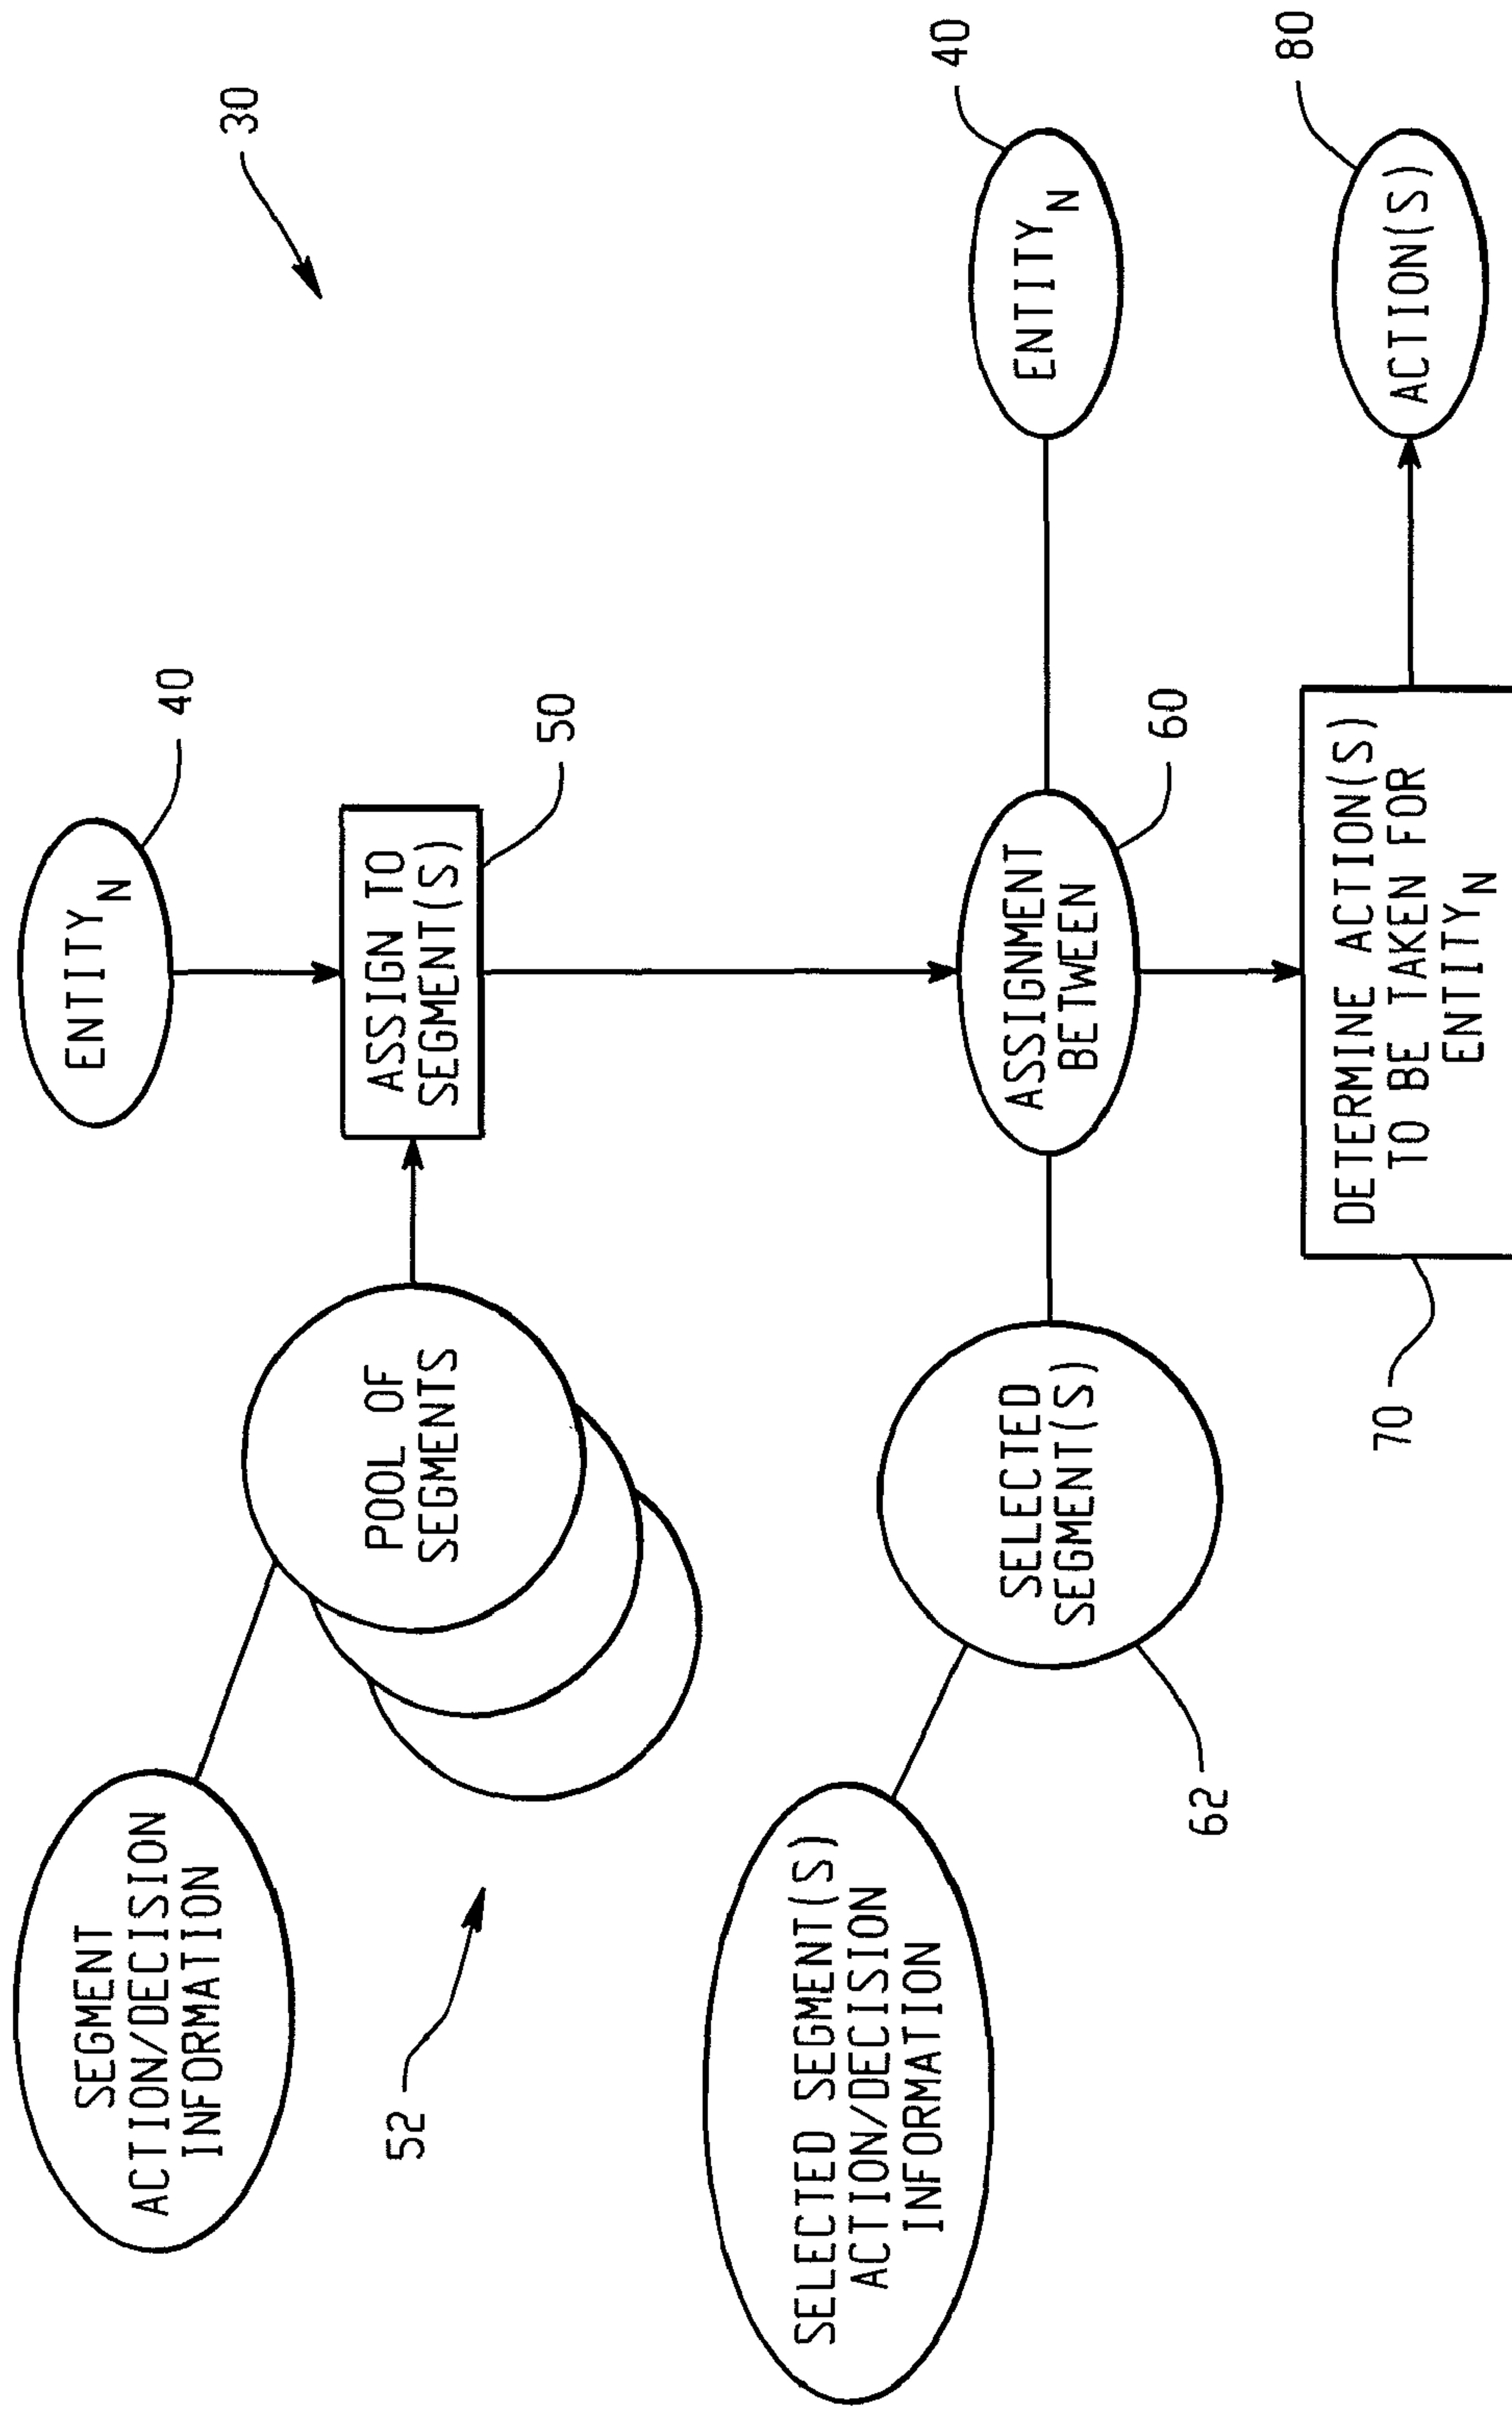 30
40
ENTITY N
SEGMENT
ACTION/DECISION
INFORMATION
POOL OF
SEGMENTS
ASSIGN TO
SEGMENT(S)
50
52
SELECTED SEGMENT(S)
ACTION/DECISION
INFORMATION
SELECTED
SEGMENT(S)
62
ASSIGNMENT
BETWEEN
60
ENTITY N
40
70
DETERMINE ACTION(S)
TO BE TAKEN FOR
ENTITY N
ACTION(S)
80